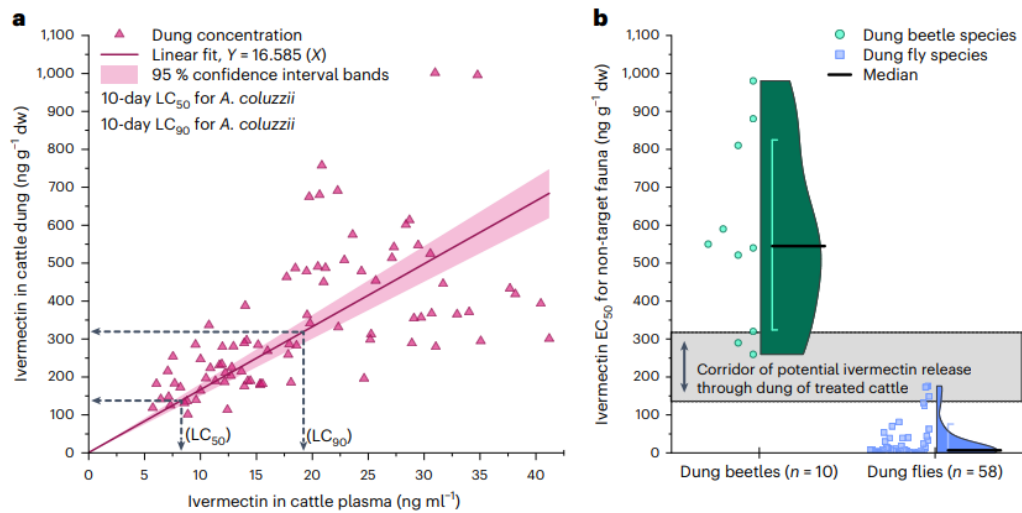 a
Ivermectin in cattle dung (ng g⁻¹ dw)
1,100
1,000
900
800
700
600
500
400
300
200
100
0
Dung concentration
Linear fit, Y = 16.585 (X)
95 % confidence interval bands
10-day LC₅₀ for A. coluzzii
10-day LC₉₀ for A. coluzzii
(LC₅₀)
(LC₉₀)
0 5 10 15 20 25 30 35 40
Ivermectin in cattle plasma (ng ml⁻¹)
b
Ivermectin EC₅₀ for non-target fauna (ng g⁻¹ dw)
1,100
1,000
900
800
700
600
500
400
300
200
100
0
Dung beetle species
Dung fly species
Median
Corridor of potential ivermectin release
through dung of treated cattle
Dung beetles (n = 10) Dung flies (n = 58)